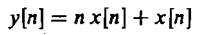 y[n] = n x[n] + x[n]